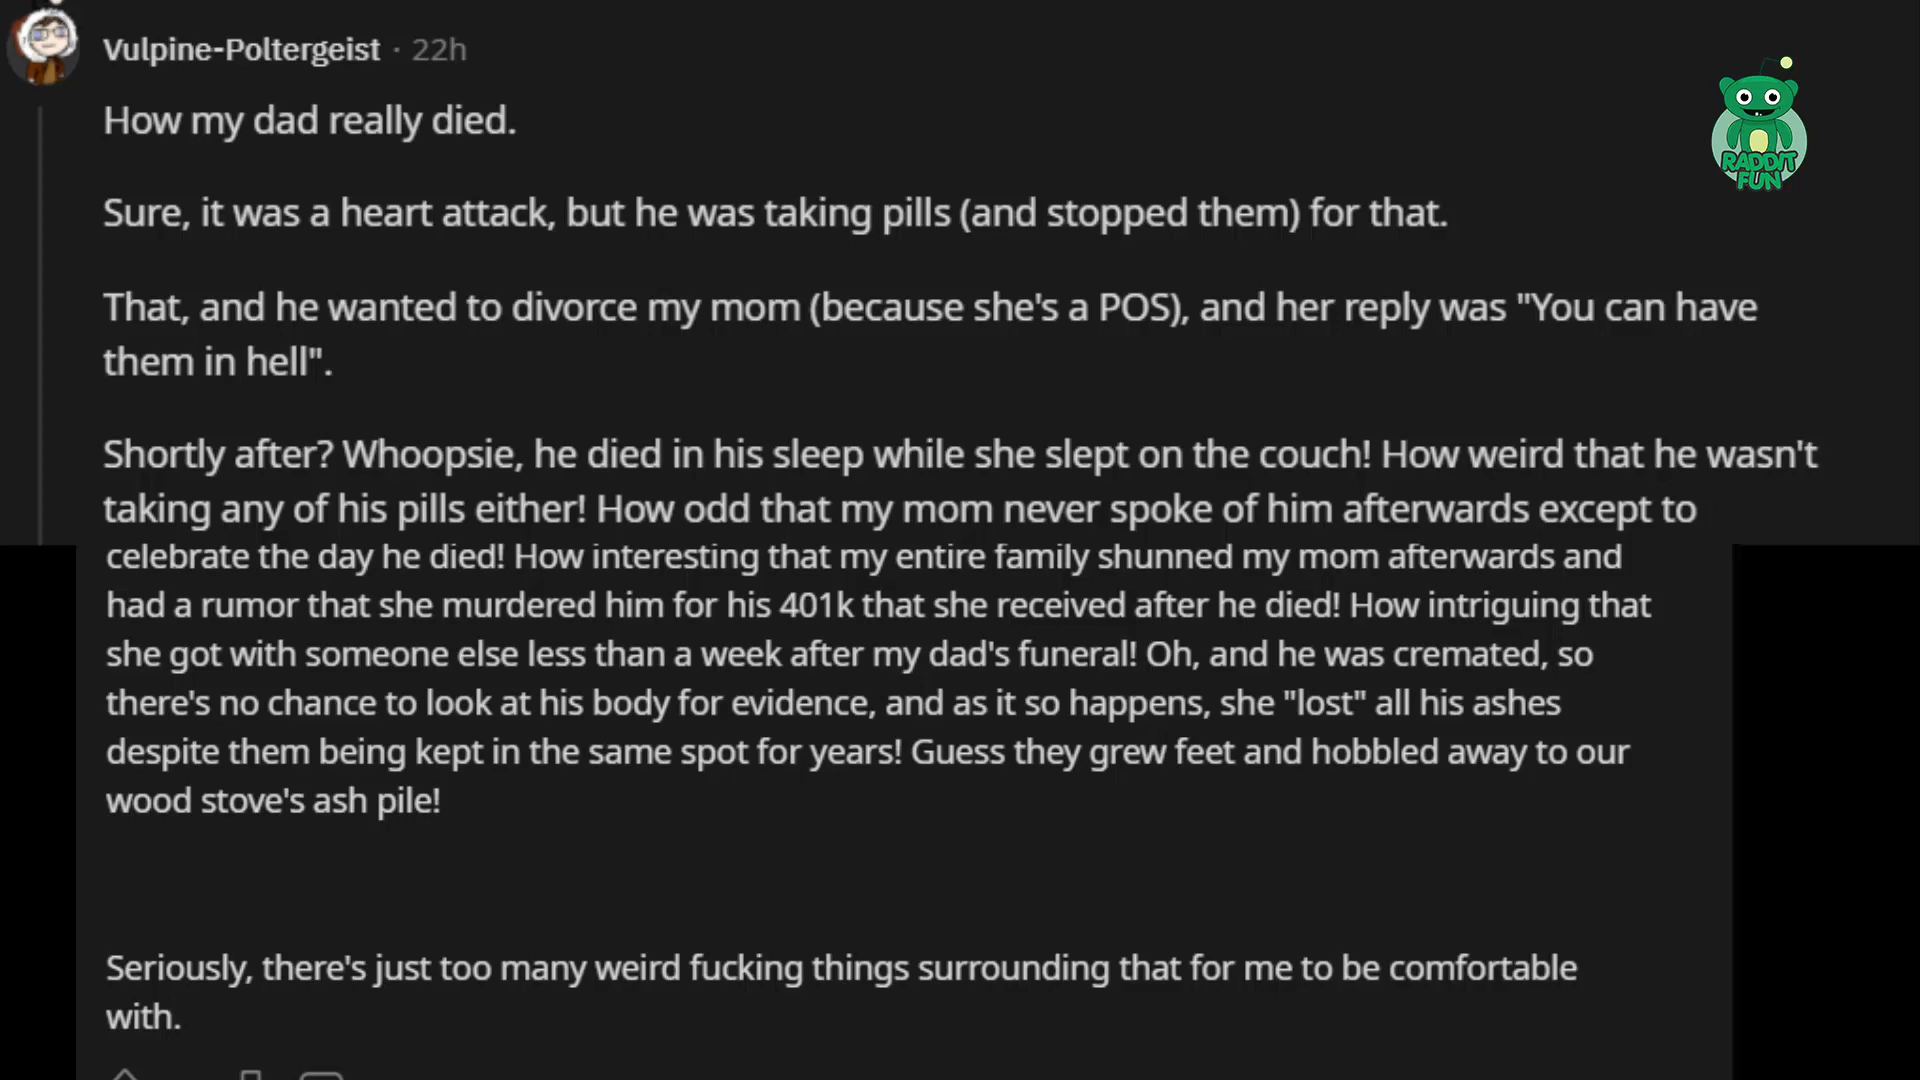 Vulpine-Poltergeist · 22h
How my dad really died.
RADDIT
FUN
Sure, it was a heart attack, but he was taking pills (and stopped them) for that.
That, and he wanted to divorce my mom (because she's a POS), and her reply was "You can have
them in hell".
Shortly after? Whoopsie, he died in his sleep while she slept on the couch! How weird that he wasn't
taking any of his pills either! How odd that my mom never spoke of him afterwards except to
celebrate the day he died! How interesting that my entire family shunned my mom afterwards and
had a rumor that she murdered him for his 401k that she received after he died! How intriguing that
she got with someone else less than a week after my dad's funeral! Oh, and he was cremated, so
there's no chance to look at his body for evidence, and as it so happens, she "lost" all his ashes
despite them being kept in the same spot for years! Guess they grew feet and hobbled away to our
wood stove's ash pile!
Seriously, there's just too many weird fucking things surrounding that for me to be comfortable
with.